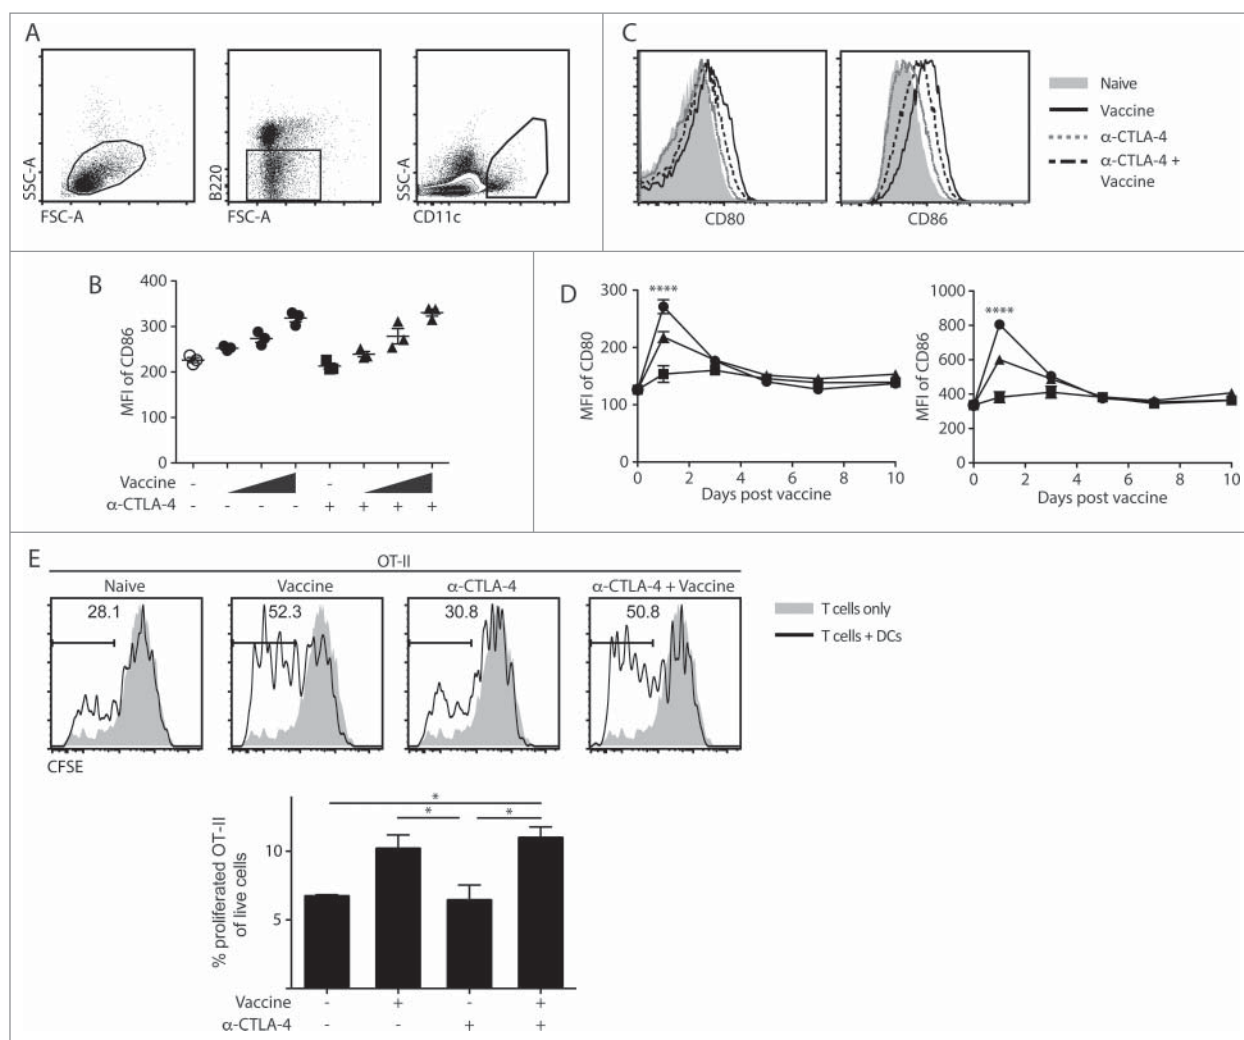 A
SSC-A
FSC-A
B220
FSC-A
SSC-A
CD11c
C
CD80
CD86
Naive
Vaccine
α-CTLA-4
α-CTLA-4 +
Vaccine
B
MFI of CD86
400
300
200
100
0
Vaccine - -
α-CTLA-4 - - - - + + + +
D
MFI of CD80
300
200
100
0
****
0 2 4 6 8 10
Days post vaccine
MFI of CD86
1000
800
600
400
200
0
****
0 2 4 6 8 10
Days post vaccine
E
OT-II
Naive Vaccine α-CTLA-4 α-CTLA-4 + Vaccine
28.1 52.3 30.8 50.8
CFSE
T cells only
T cells + DCs
% proliferated OT-II
of live cells
10
5
*
* *
Vaccine - + - +
α-CTLA-4 - - + +